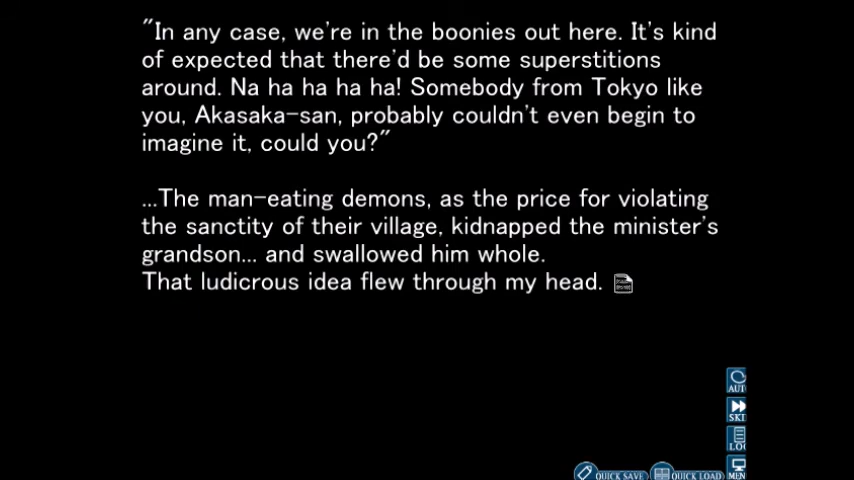 "In any case, we're in the boonies out here. It's kind
of expected that there'd be some superstitions
around. Na ha ha ha ha! Somebody from Tokyo like
you, Akasaka-san, probably couldn't even begin to
imagine it, could you?"
...The man-eating demons, as the price for violating
the sanctity of their village, kidnapped the minister's
grandson... and swallowed him whole.
That ludicrous idea flew through my head.
AUT
SKI
LOG
MEN
QUICK SAVE
QUICK LOAD